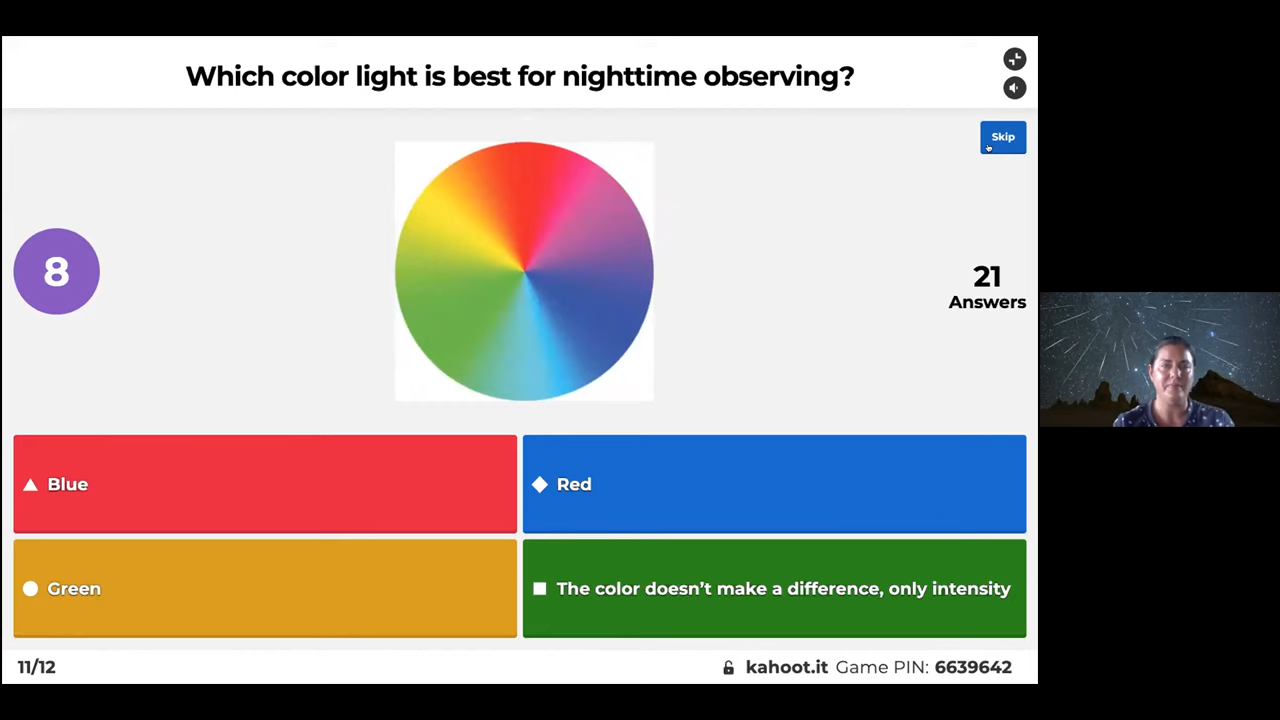 Which color light is best for nighttime observing?
Skip
8
21
Answers
Blue
Red
Green
The color doesn’t make a difference, only intensity
11/12
kahoot.it Game PIN: 6639642